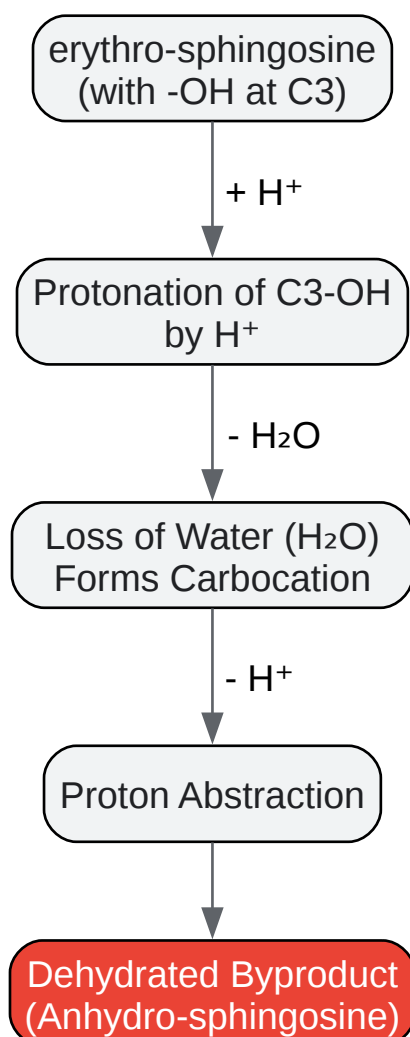 erythro-sphingosine
(with -OH at C3)
+ H⁺
Protonation of C3-OH
by H⁺
- H₂O
Loss of Water (H₂O)
Forms Carbocation
- H⁺
Proton Abstraction
Dehydrated Byproduct
(Anhydro-sphingosine)